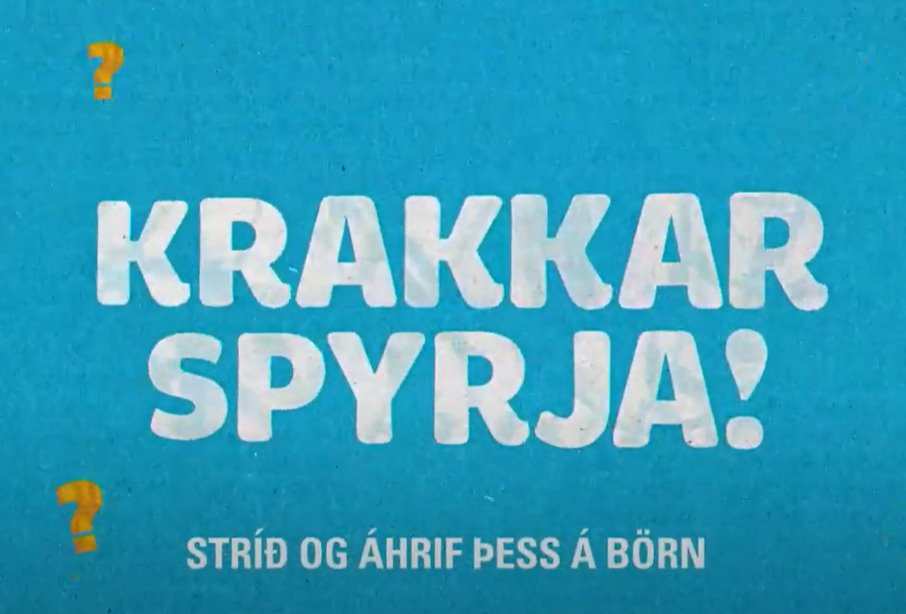 ?
KRAKKAR
SPYRJA!
?
STRÍÐ OG ÁHRIF ÞESS Á BÖRN